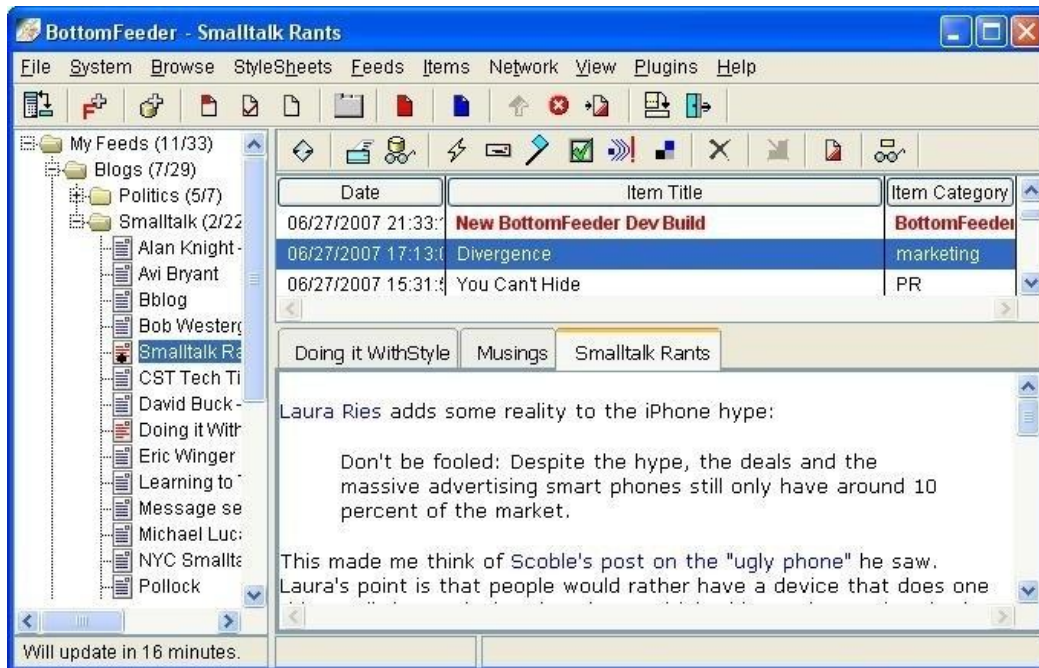 BottomFeeder - Smalltalk Rants
File System Browse StyleSheets Feeds Items Network View Plugins Help
My Feeds (11/33)
Blogs (7/29)
Politics (5/7)
Smalltalk (2/22
Alan Knight -
Avi Bryant
Bblog
Bob Westerg
Smalltalk Ra
CST Tech Ti
David Buck -
Doing it With
Eric Winger
Learning to
Message se
Michael Luca
NYC Smallta
Pollock
Will update in 16 minutes.
Date Item Title Item Category
06/27/2007 21:33: New BottomFeeder Dev Build BottomFeeder
06/27/2007 17:13:0 Divergence marketing
06/27/2007 15:31:5 You Can't Hide PR
Doing it WithStyle Musings Smalltalk Rants
Laura Ries adds some reality to the iPhone hype:
Don't be fooled: Despite the hype, the deals and the
massive advertising smart phones still only have around 10
percent of the market.
This made me think of Scoble's post on the "ugly phone" he saw.
Laura's point is that people would rather have a device that does one